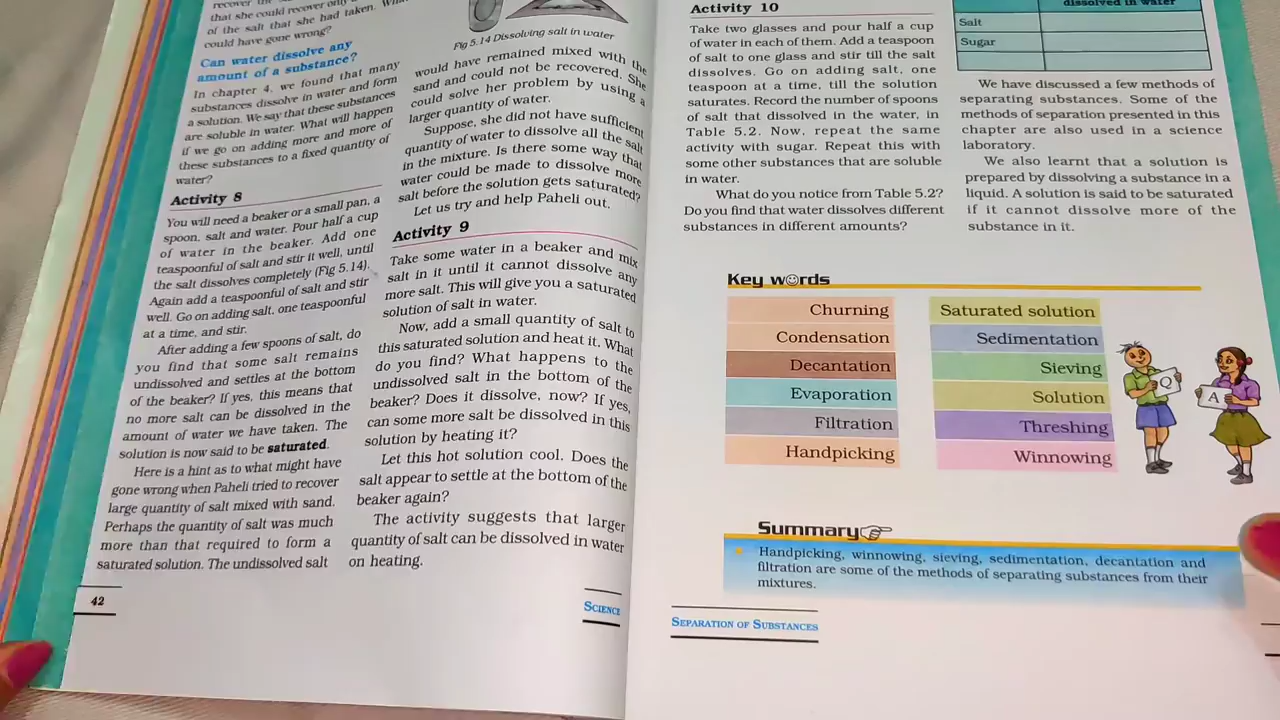 that she could recover only
of the salt that she had taken.
could have gone wrong?
Can water dissolve any
amount of a substance?
In chapter 4, we found that many
substances dissolve in water and form
a solution. We say that these substances
are soluble in water. What will happen
if we go on adding more and more of
these substances to a fixed quantity of
water?
Activity 8
You will need a beaker or a small pan, a
spoon, salt and water. Pour half a cup
of water in the beaker. Add one
teaspoonful of salt and stir it well, until
the salt dissolves completely (Fig 5.14).
Again add a teaspoonful of salt and stir
well. Go on adding salt, one teaspoonful
at a time, and stir.
After adding a few spoons of salt, do
you find that some salt remains
undissolved and settles at the bottom
of the beaker? If yes, this means that
no more salt can be dissolved in the
amount of water we have taken. The
solution is now said to be saturated.
Here is a hint as to what might have
gone wrong when Paheli tried to recover
large quantity of salt mixed with sand.
Perhaps the quantity of salt was much
more than that required to form a
saturated solution. The undissolved salt
42
Fig 5.14 Dissolving salt in water
would have remained mixed with the
sand and could not be recovered. She
could solve her problem by using a
larger quantity of water.
Suppose, she did not have sufficient
quantity of water to dissolve all the salt
in the mixture. Is there some way that
water could be made to dissolve more
salt before the solution gets saturated?
Let us try and help Paheli out.
Activity 9
Take some water in a beaker and mix
salt in it until it cannot dissolve any
more salt. This will give you a saturated
solution of salt in water.
Now, add a small quantity of salt to
this saturated solution and heat it. What
do you find? What happens to the
undissolved salt in the bottom of the
beaker? Does it dissolve, now? If yes,
can some more salt be dissolved in this
solution by heating it?
Let this hot solution cool. Does the
salt appear to settle at the bottom of the
beaker again?
The activity suggests that larger
quantity of salt can be dissolved in water
on heating.
SCIENCE
Activity 10
Take two glasses and pour half a cup
of water in each of them. Add a teaspoon
of salt to one glass and stir till the salt
dissolves. Go on adding salt, one
teaspoon at a time, till the solution
saturates. Record the number of spoons
of salt that dissolved in the water, in
Table 5.2. Now, repeat the same
activity with sugar. Repeat this with
some other substances that are soluble
in water.
What do you notice from Table 5.2?
Do you find that water dissolves different
substances in different amounts?
dissolved in water
Salt
Sugar
We have discussed a few methods of
separating substances. Some of the
methods of separation presented in this
chapter are also used in a science
laboratory.
We also learnt that a solution is
prepared by dissolving a substance in a
liquid. A solution is said to be saturated
if it cannot dissolve more of the
substance in it.
Key words
Churning
Condensation
Decantation
Evaporation
Filtration
Handpicking
Saturated solution
Sedimentation
Sieving
Solution
Threshing
Winnowing
Q
A
Summary
Handpicking, winnowing, sieving, sedimentation, decantation and
filtration are some of the methods of separating substances from their
mixtures.
SEPARATION OF SUBSTANCES